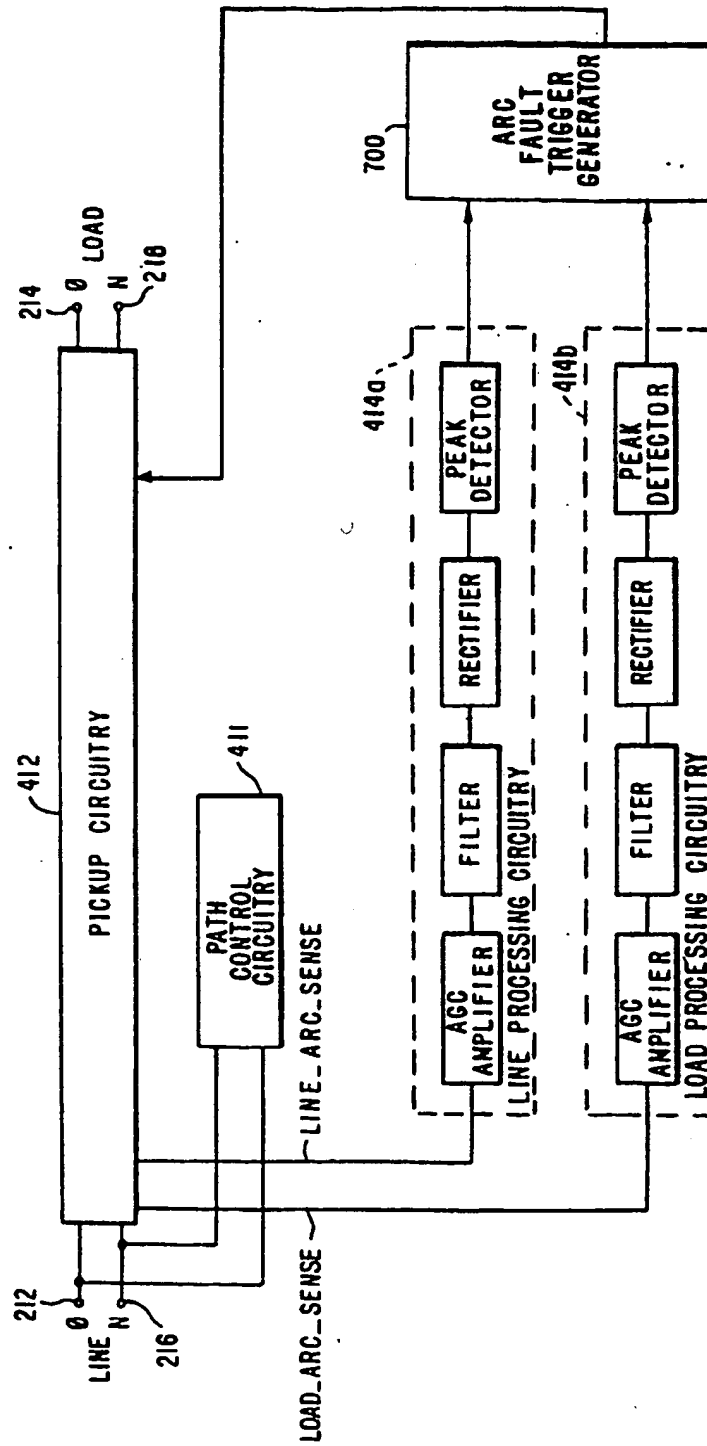 412
PICKUP CIRCUITRY
212
Ø
LINE
N
216
214
Ø
LOAD
N
218
411
PATH
CONTROL
CIRCUITRY
LINE_ARC_SENSE
LOAD_ARC_SENSE
414a
AGC
AMPLIFIER
FILTER
RECTIFIER
PEAK
DETECTOR
LINE PROCESSING CIRCUITRY
414b
AGC
AMPLIFIER
FILTER
RECTIFIER
PEAK
DETECTOR
LOAD PROCESSING CIRCUITRY
700
ARC
FAULT
TRIGGER
GENERATOR